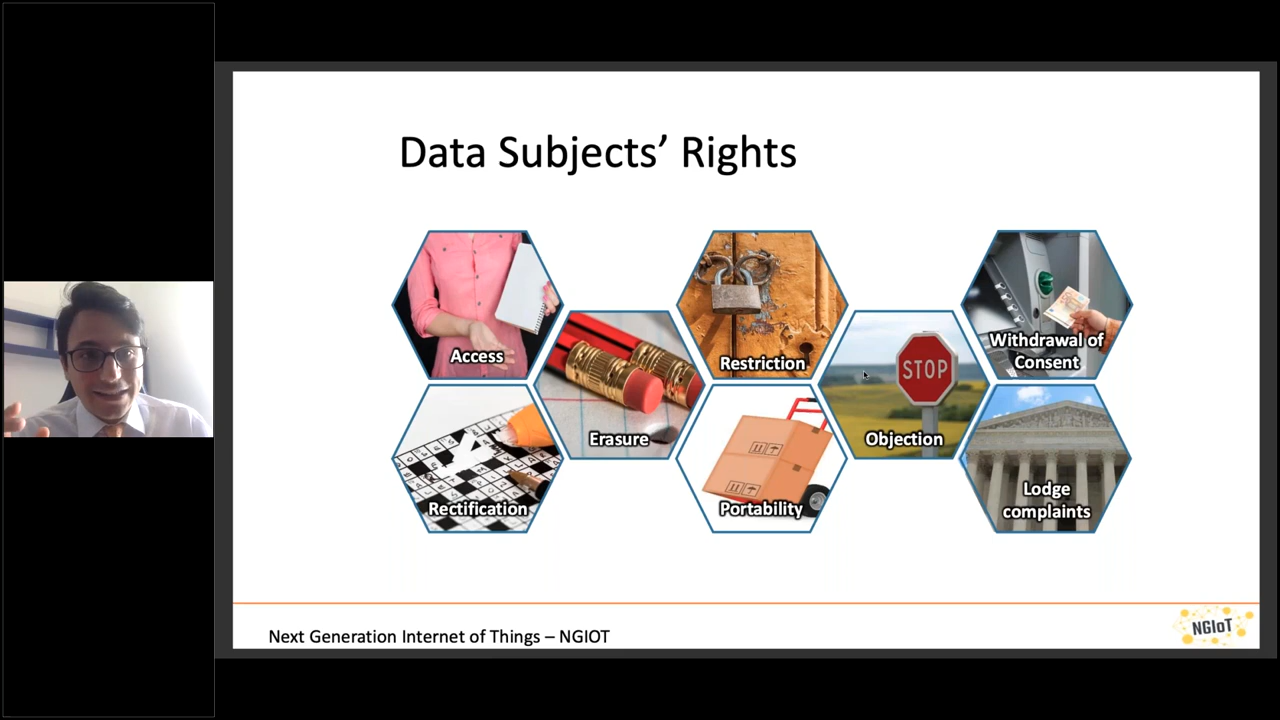 Data Subjects’ Rights
Access
Restriction
Withdrawal of
Consent
STOP
Erasure
Objection
Rectification
Portability
Lodge
complaints
Next Generation Internet of Things – NGIOT
NGIoT